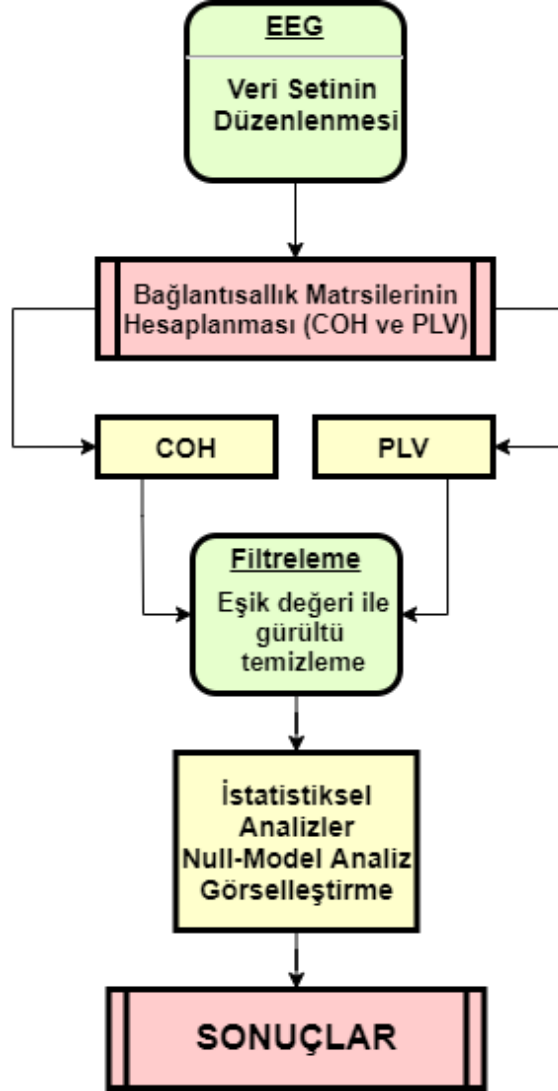 EEG
Veri Setinin
Düzenlenmesi
Bağlantısallık Matrsilerinin
Hesaplanması (COH ve PLV)
COH
PLV
Filtreleme
Eşik değeri ile
gürültü
temizleme
İstatistiksel
Analizler
Null-Model Analiz
Görselleştirme
SONUÇLAR